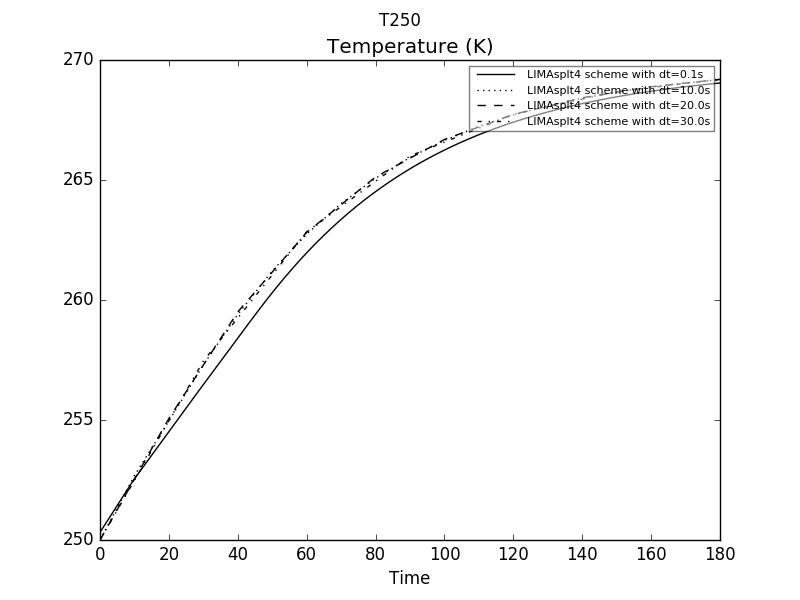 T250
Temperature (K)
270
265
260
255
250
LIMAsplt4 scheme with dt=0.1s
LIMAsplt4 scheme with dt=10.0s
LIMAsplt4 scheme with dt=20.0s
LIMAsplt4 scheme with dt=30.0s
0 20 40 60 80 100 120 140 160 180
Time